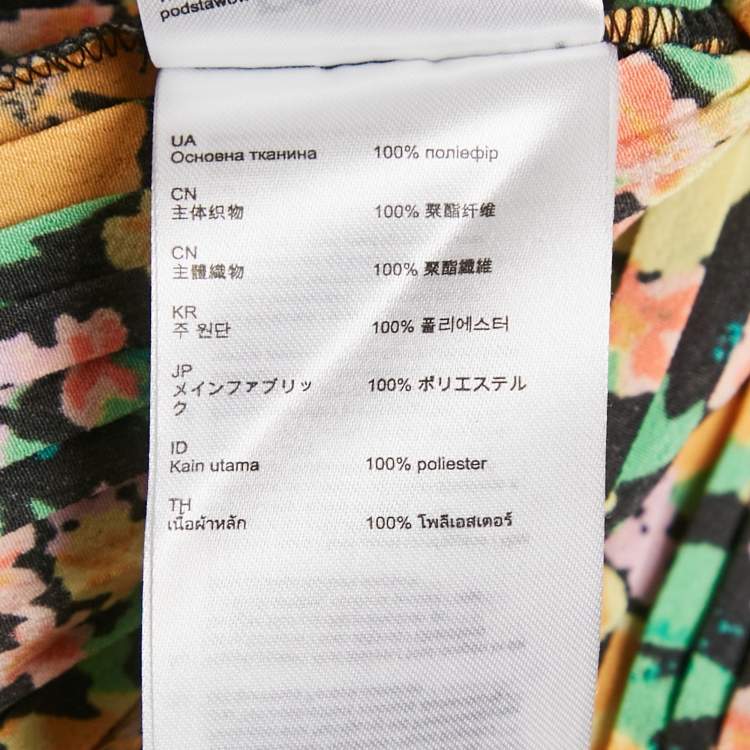 podstawow
UA
Основна тканина 100% поліефір
CN
主体织物 100% 聚酯纤维
CN
主體織物 100% 聚酯纖維
KR
주 원단 100% 폴리에스터
JP
メインファブリッ 100% ポリエステル
ク
ID
Kain utama 100% poliester
TH
เนื้อผ้าหลัก 100% โพลีเอสเตอร์